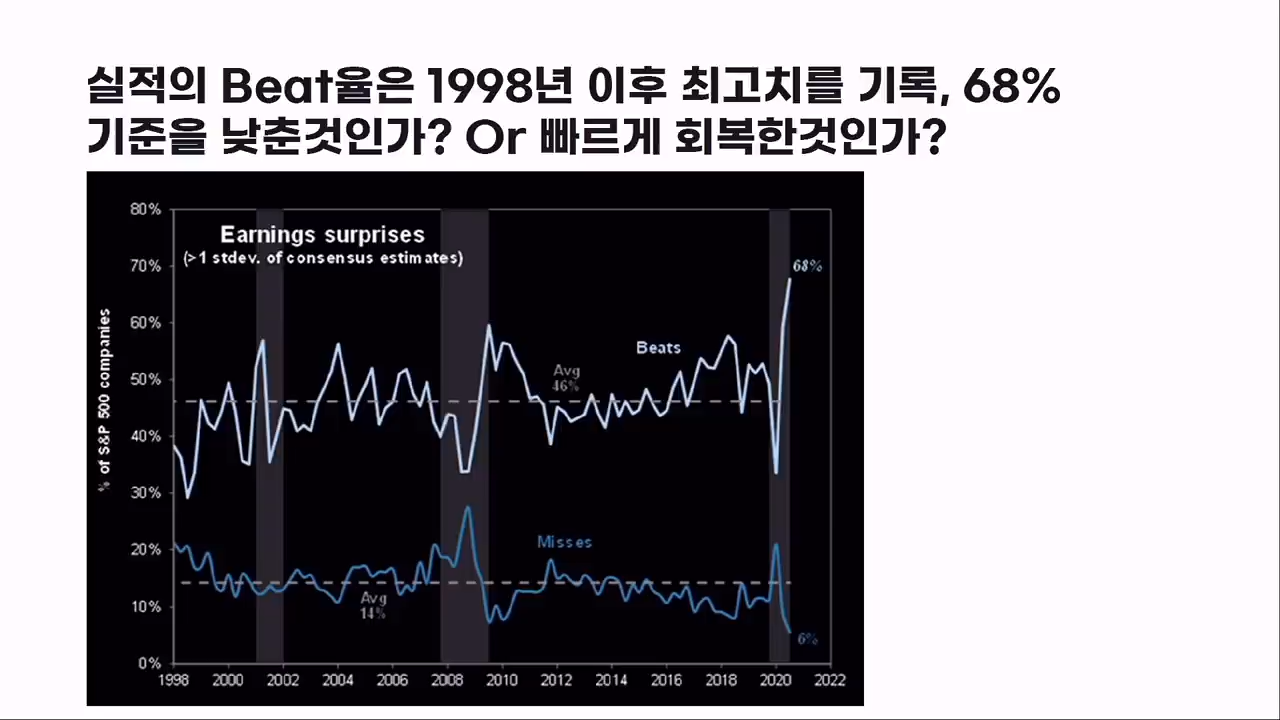 실적의 Beat율은 1998년 이후 최고치를 기록, 68%
기준을 낮춘것인가? Or 빠르게 회복한것인가?
Earnings surprises
(>1 stdev. of consensus estimates)
% of S&P 500 companies
80%
70%
60%
50%
40%
30%
20%
10%
0%
68%
Beats
Avg
46%
Misses
Avg
14%
6%
1998 2000 2002 2004 2006 2008 2010 2012 2014 2016 2018 2020 2022